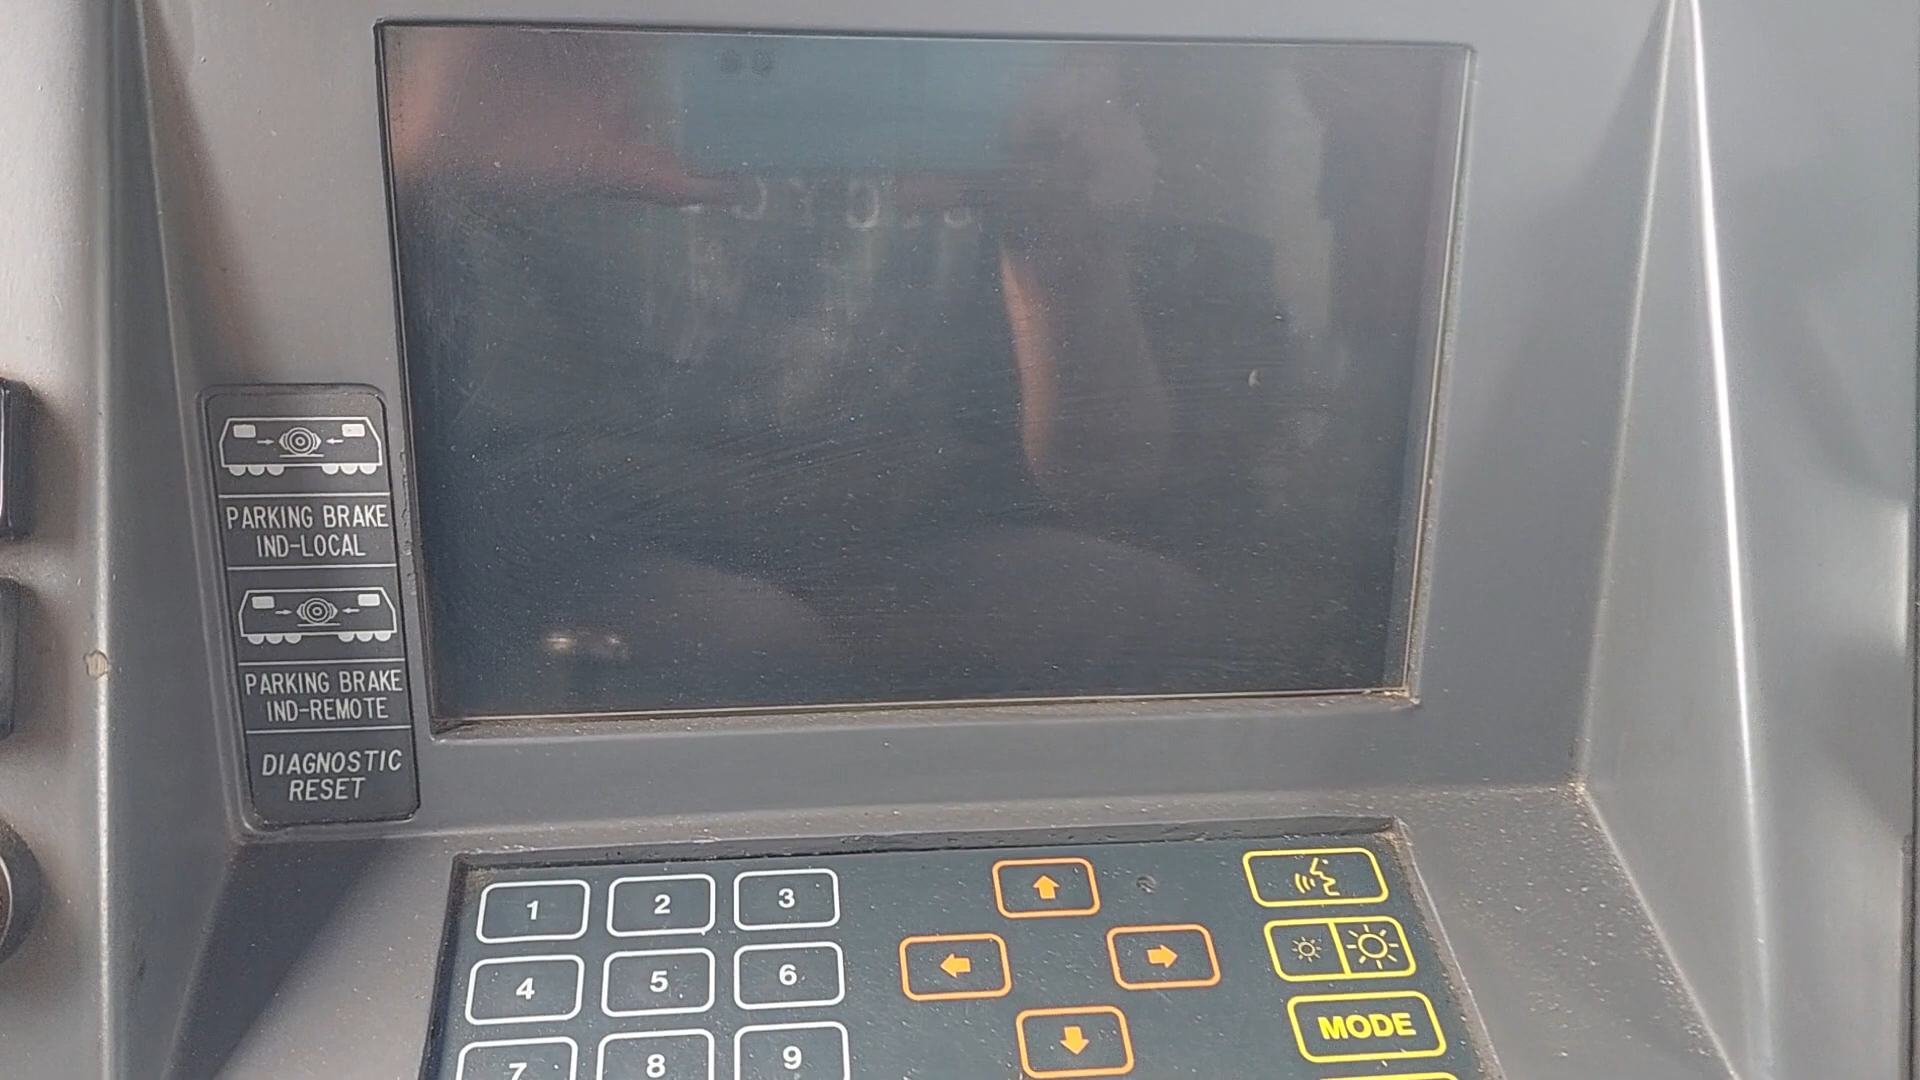 PARKING BRAKE
IND-LOCAL
PARKING BRAKE
IND-REMOTE
DIAGNOSTIC
RESET
1 2 3
4 5 6
MODE
7 8 9